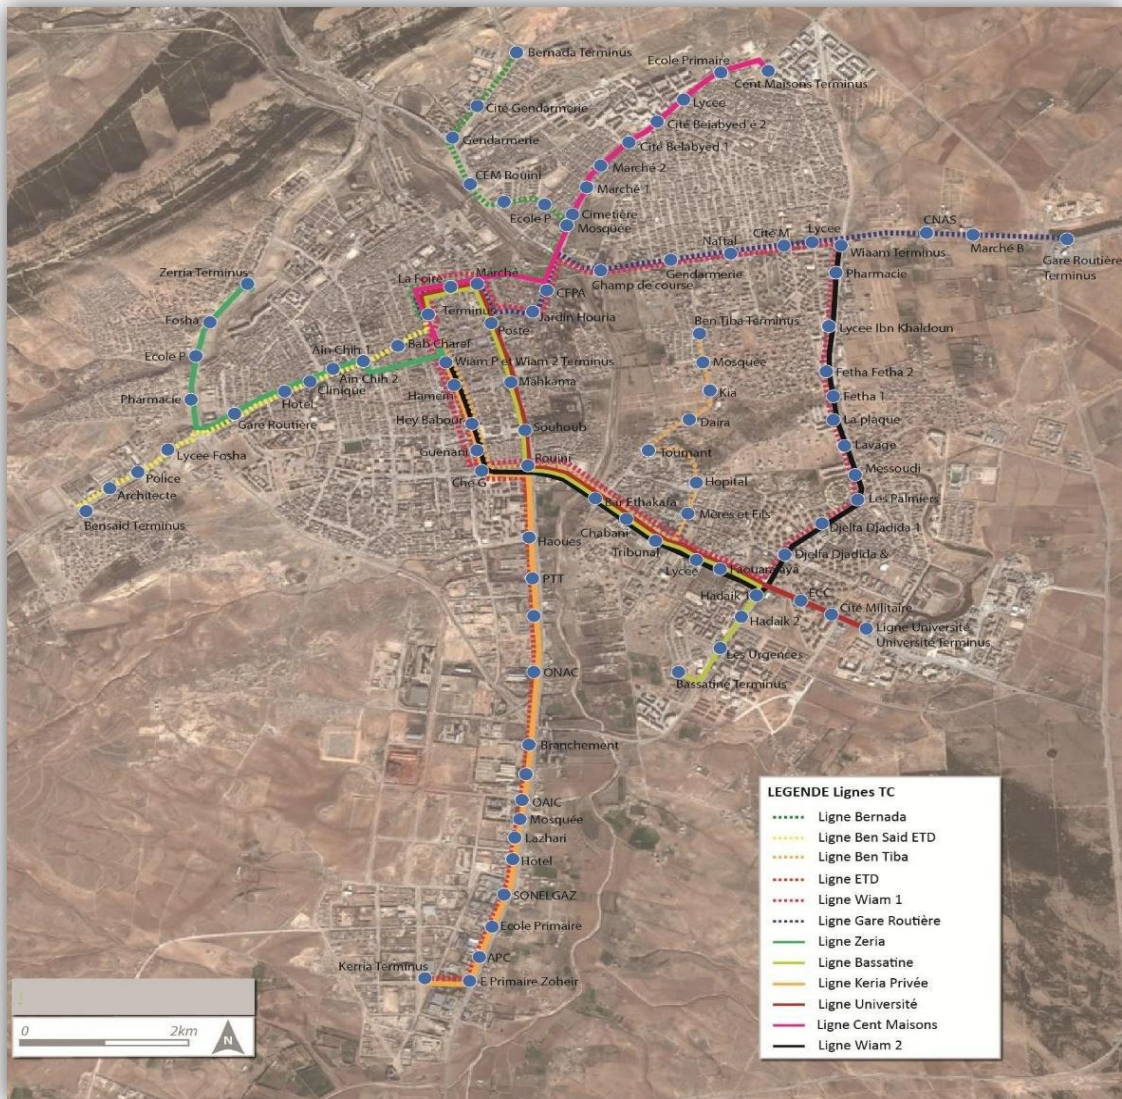 Bernada Terminus
Ecole Primaire
Cent Maisons Terminus
Cité Gendarmerie
Lycee
Cité Belabyed é 2
Gendarmerie
Cité Belabyed 1
Marché 2
CEM Rouini
Marché 1
Ecole P
Cimetière
Mosquée
CNAS
Cité M
Lycee
Naftal
Wiaam Terminus
Marché B
Gare Routière
Terminus
Zerria Terminus
La Foire
Marché
Gendarmerie
Champ de course
Pharmacie
CFPA
Jardin Houria
Terminus
Fosha
Poste
Ben Tiba Terminus
Lycee Ibn Khaldoun
Ain Chih 1
Bab Charef
Ecole P
Wiam P et Wiam 2 Terminus
Mosquée
Ain Chih 2
Clinique
Mahkama
Fetha Fetha 2
Hotel
Hameni
Kia
Fetha 1
Pharmacie
Gare Routière
Hey Babour
Daira
La plaque
Souhoub
Lycee Fosha
Guenani
Toumant
Lavage
Rouini
Police
Che G
Messoudi
Architecte
Hopital
Les Palmiers
Bensaid Terminus
Bar Ethakafa
Meres et Fils
Chabani
Djelfa Djadida 1
Haoues
Tribunal
Djelfa Djadida &
Lycee
PTT
Hadaik 1
ECC
Cité Militaire
Hadaik 2
Ligne Université
Université Terminus
Les Urgences
ONAC
Bassatine Terminus
Branchement
OAIC
Mosquée
Lazhari
Hotel
SONELGAZ
Ecole Primaire
APC
Kerria Terminus
E Primaire Zoheir
LEGENDE Lignes TC
Ligne Bernada
Ligne Ben Said ETD
Ligne Ben Tiba
Ligne ETD
Ligne Wiam 1
Ligne Gare Routière
Ligne Zeria
Ligne Bassatine
Ligne Keria Privée
Ligne Université
Ligne Cent Maisons
Ligne Wiam 2
0 2km
N